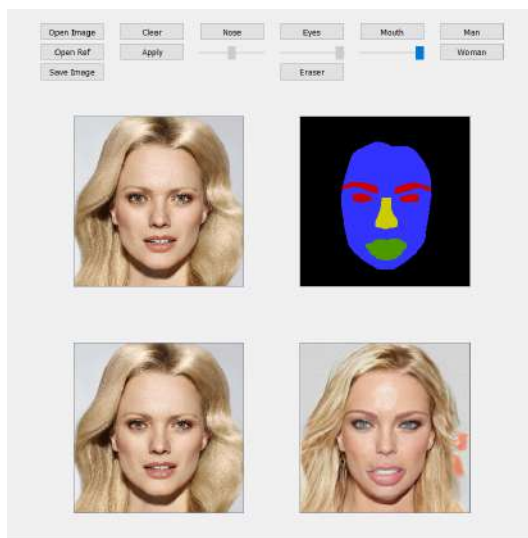 Open Image Clear Nose Eyes Mouth Man
Open Ref Apply Woman
Save Image Eraser